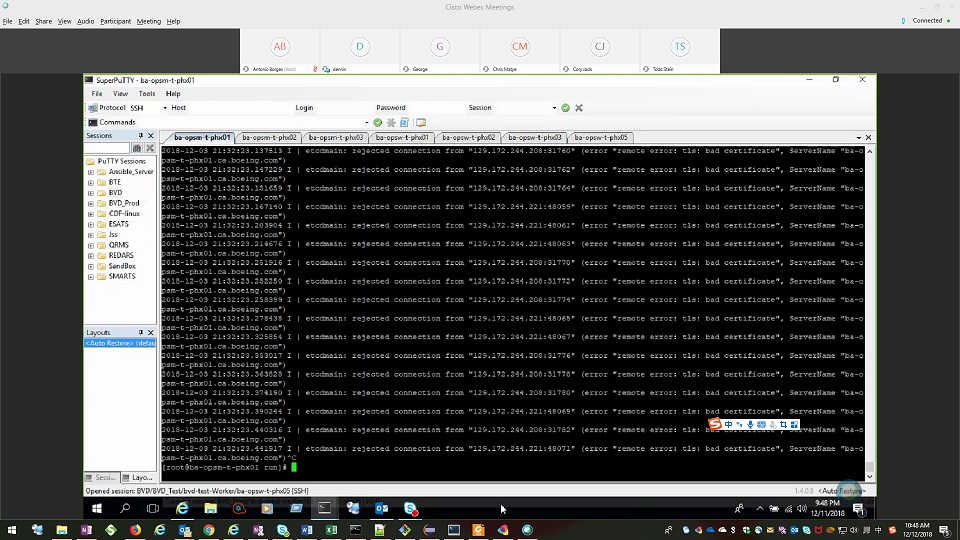 Cisco Webex Meetings
File Edit Share View Audio Participant Meeting Help
Connected
AB D G CM CJ TS
Antonio Borges (Host) dennis George Chris Matye Cory Jacks Todd Stein
SuperPuTTY - ba-opsm-t-phx01
File View Tools Help
Protocol SSH Host Login Password Session
Commands
Sessions
ba-opsm-t-phx01 ba-opsm-t-phx02 ba-opsm-t-phx03 ba-opsw-t-phx01 ba-opsw-t-phx02 ba-opsw-t-phx03 ba-opsw-t-phx05
PuTTY Sessions
Ansible_Server
BTE
BVD
BVD_Prod
CDF-linux
ESATS
Jss
QRMS
REDARS
SandBox
SMARTS
Layouts
<Auto Restore> (defau
Sessi... Layo...
2018-12-03 21:32:23.137513 I | etcdmain: rejected connection from "129.172.244.208:31760" (error "remote error: tls: bad certificate", ServerName "ba-o
psm-t-phx01.ca.boeing.com")
2018-12-03 21:32:23.147229 I | etcdmain: rejected connection from "129.172.244.208:31762" (error "remote error: tls: bad certificate", ServerName "ba-o
psm-t-phx01.ca.boeing.com")
2018-12-03 21:32:23.151659 I | etcdmain: rejected connection from "129.172.244.208:31764" (error "remote error: tls: bad certificate", ServerName "ba-o
psm-t-phx01.ca.boeing.com")
2018-12-03 21:32:23.167140 I | etcdmain: rejected connection from "129.172.244.221:48059" (error "remote error: tls: bad certificate", ServerName "ba-o
psm-t-phx01.ca.boeing.com")
2018-12-03 21:32:23.203904 I | etcdmain: rejected connection from "129.172.244.221:48061" (error "remote error: tls: bad certificate", ServerName "ba-o
psm-t-phx01.ca.boeing.com")
2018-12-03 21:32:23.214676 I | etcdmain: rejected connection from "129.172.244.221:48063" (error "remote error: tls: bad certificate", ServerName "ba-o
psm-t-phx01.ca.boeing.com")
2018-12-03 21:32:23.251916 I | etcdmain: rejected connection from "129.172.244.208:31770" (error "remote error: tls: bad certificate", ServerName "ba-o
psm-t-phx01.ca.boeing.com")
2018-12-03 21:32:23.252250 I | etcdmain: rejected connection from "129.172.244.208:31772" (error "remote error: tls: bad certificate", ServerName "ba-o
psm-t-phx01.ca.boeing.com")
2018-12-03 21:32:23.258399 I | etcdmain: rejected connection from "129.172.244.208:31774" (error "remote error: tls: bad certificate", ServerName "ba-o
psm-t-phx01.ca.boeing.com")
2018-12-03 21:32:23.278438 I | etcdmain: rejected connection from "129.172.244.221:48065" (error "remote error: tls: bad certificate", ServerName "ba-o
psm-t-phx01.ca.boeing.com")
2018-12-03 21:32:23.325854 I | etcdmain: rejected connection from "129.172.244.221:48067" (error "remote error: tls: bad certificate", ServerName "ba-o
psm-t-phx01.ca.boeing.com")
2018-12-03 21:32:23.353017 I | etcdmain: rejected connection from "129.172.244.208:31776" (error "remote error: tls: bad certificate", ServerName "ba-o
psm-t-phx01.ca.boeing.com")
2018-12-03 21:32:23.363828 I | etcdmain: rejected connection from "129.172.244.208:31778" (error "remote error: tls: bad certificate", ServerName "ba-o
psm-t-phx01.ca.boeing.com")
2018-12-03 21:32:23.374190 I | etcdmain: rejected connection from "129.172.244.208:31780" (error "remote error: tls: bad certificate", ServerName "ba-o
psm-t-phx01.ca.boeing.com")
2018-12-03 21:32:23.390244 I | etcdmain: rejected connection from "129.172.244.221:48069" (error "remote error: tls: bad certificate", ServerName "ba-o
psm-t-phx01.ca.boeing.com")
2018-12-03 21:32:23.440316 I | etcdmain: rejected connection from "129.172.244.208:31782" (error "remote error: tls: bad certificate", ServerName "ba-o
psm-t-phx01.ca.boeing.com")
2018-12-03 21:32:23.441917 I | etcdmain: rejected connection from "129.172.244.221:48071" (error "remote error: tls: bad certificate", ServerName "ba-o
psm-t-phx01.ca.boeing.com")^C
[root@ba-opsm-t-phx01 run]#
中
Opened session: BVD/BVD_Test/bvd-test-Worker/ba-opsw-t-phx05 [SSH] 1.4.0.8 <Auto Restore>
9:48 PM
12/11/2018
中
10:48 AM
12/12/2018